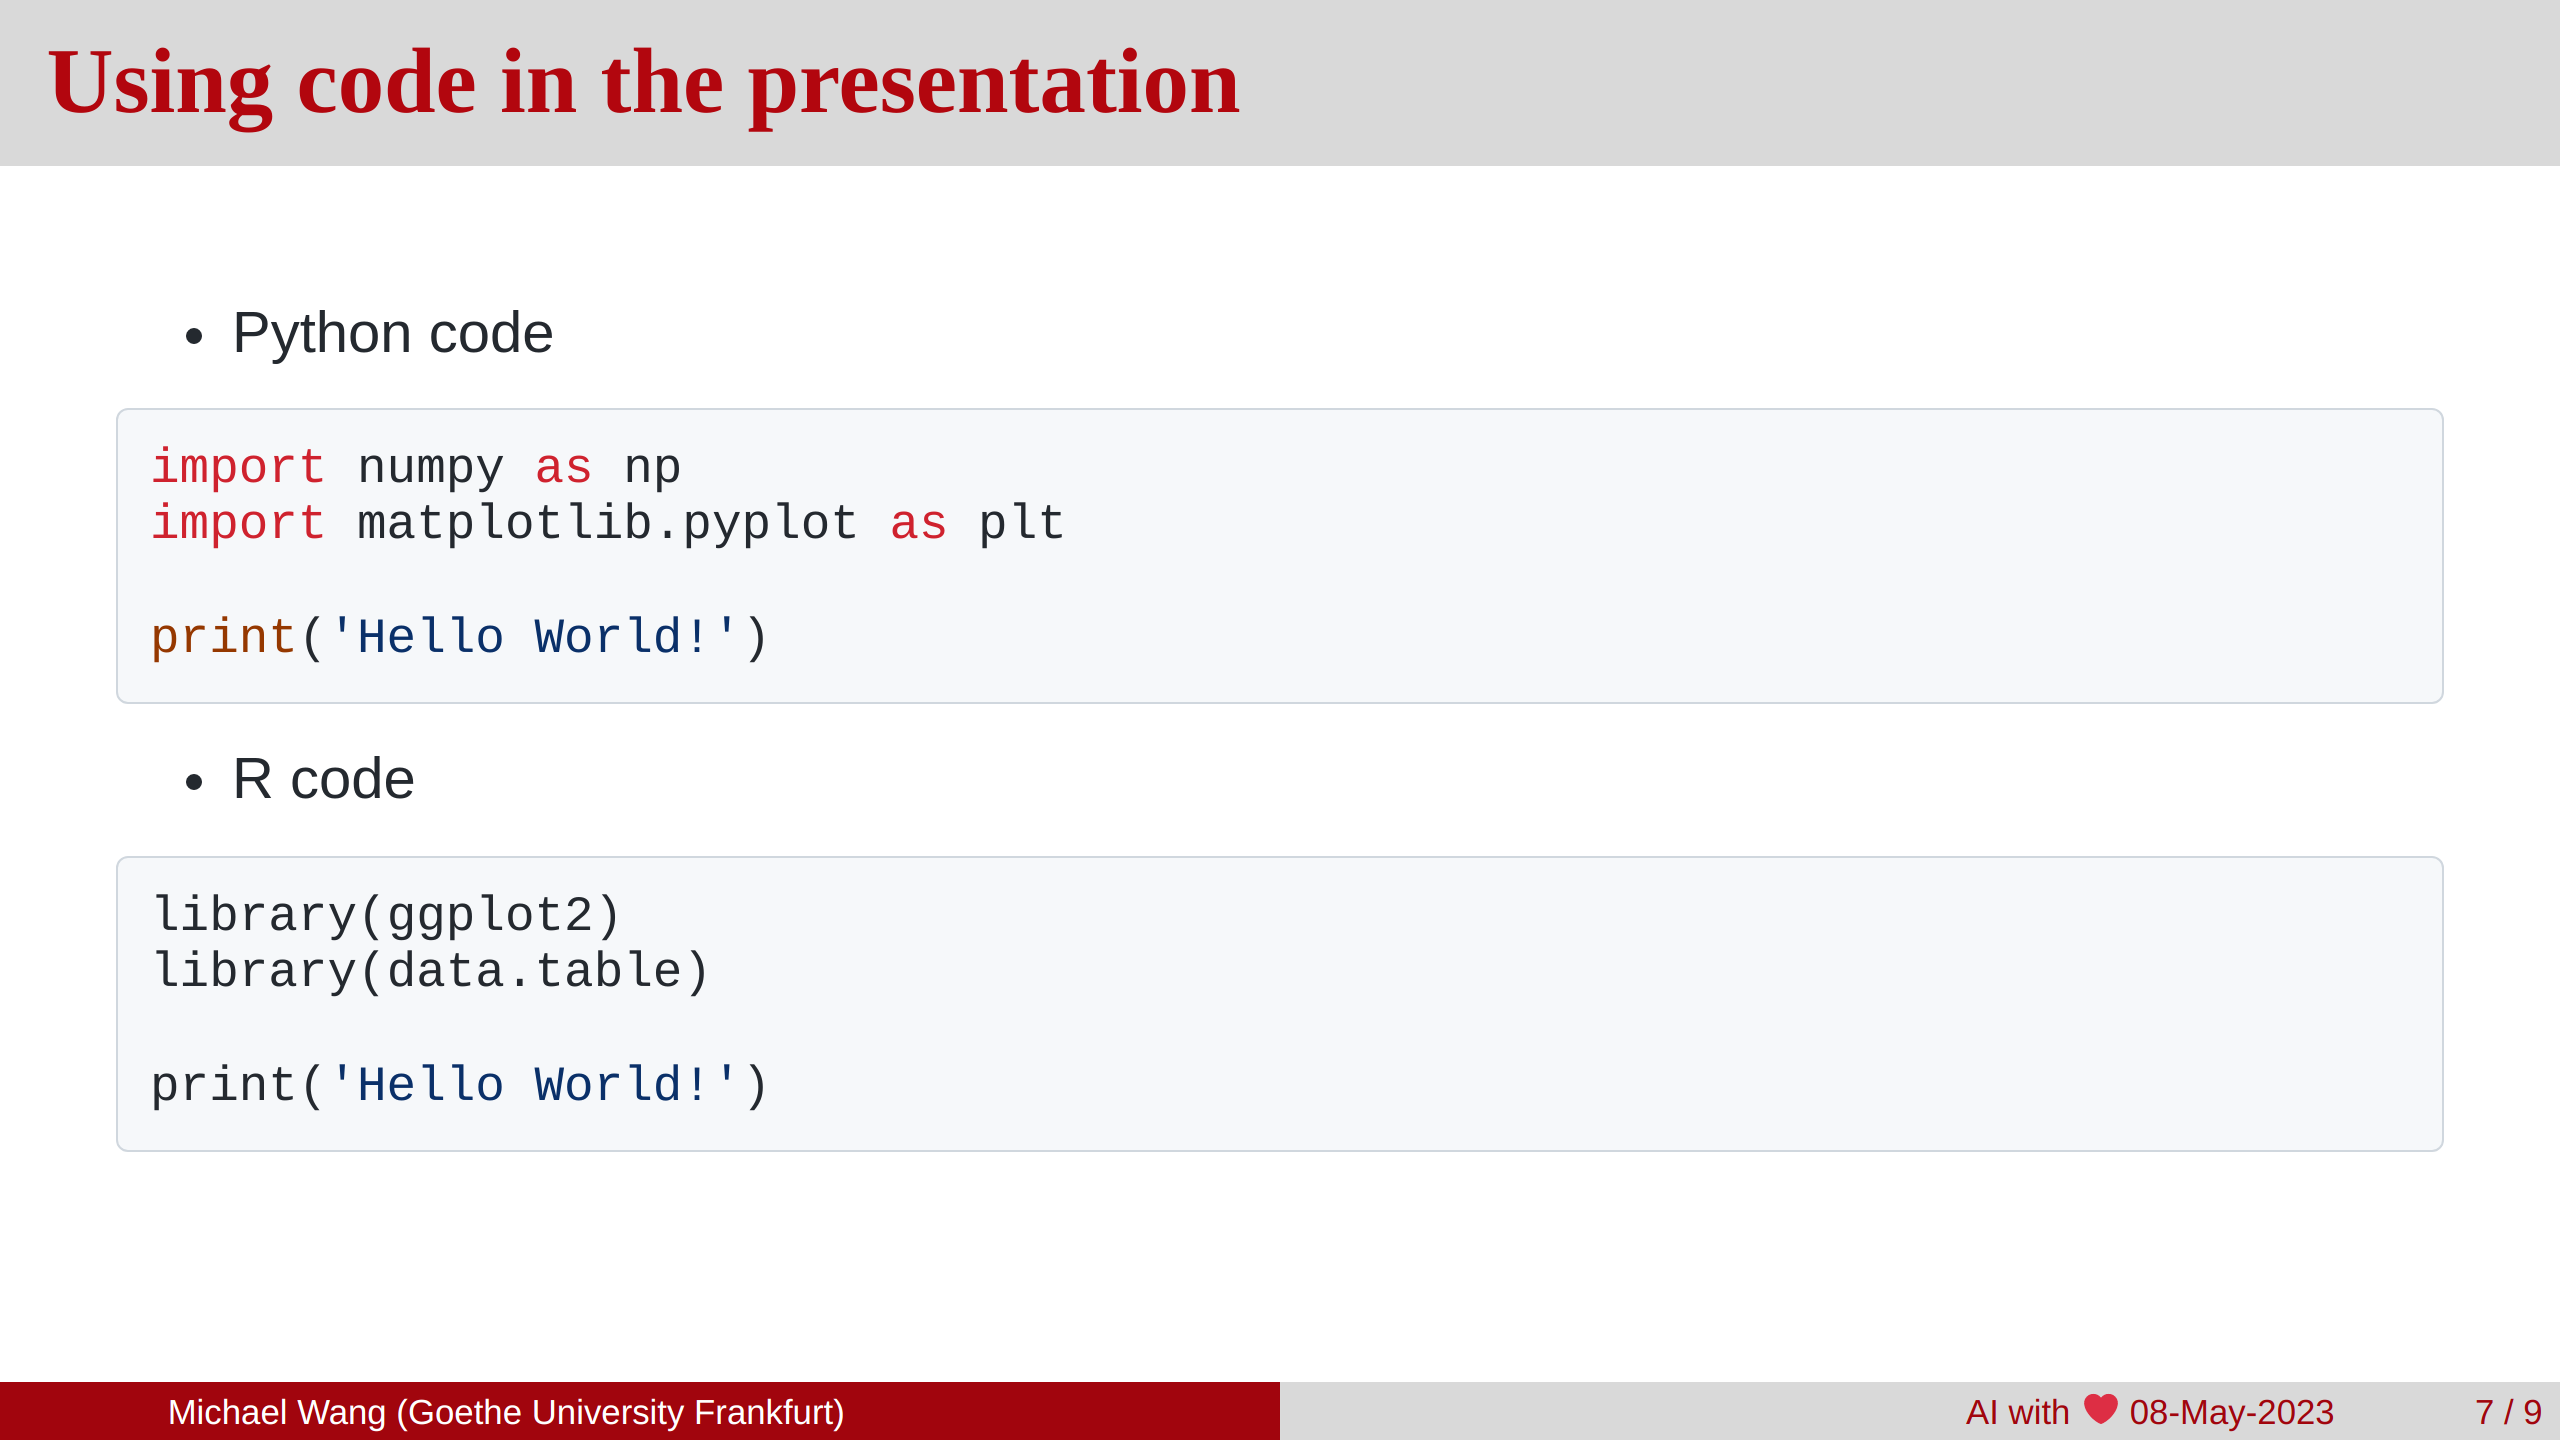 Using code in the presentation
• Python code
import numpy as np
import matplotlib.pyplot as plt
print('Hello World!')
• R code
library(ggplot2)
library(data.table)
print('Hello World!')
Michael Wang (Goethe University Frankfurt)
AI with ❤️ 08-May-2023
7 / 9